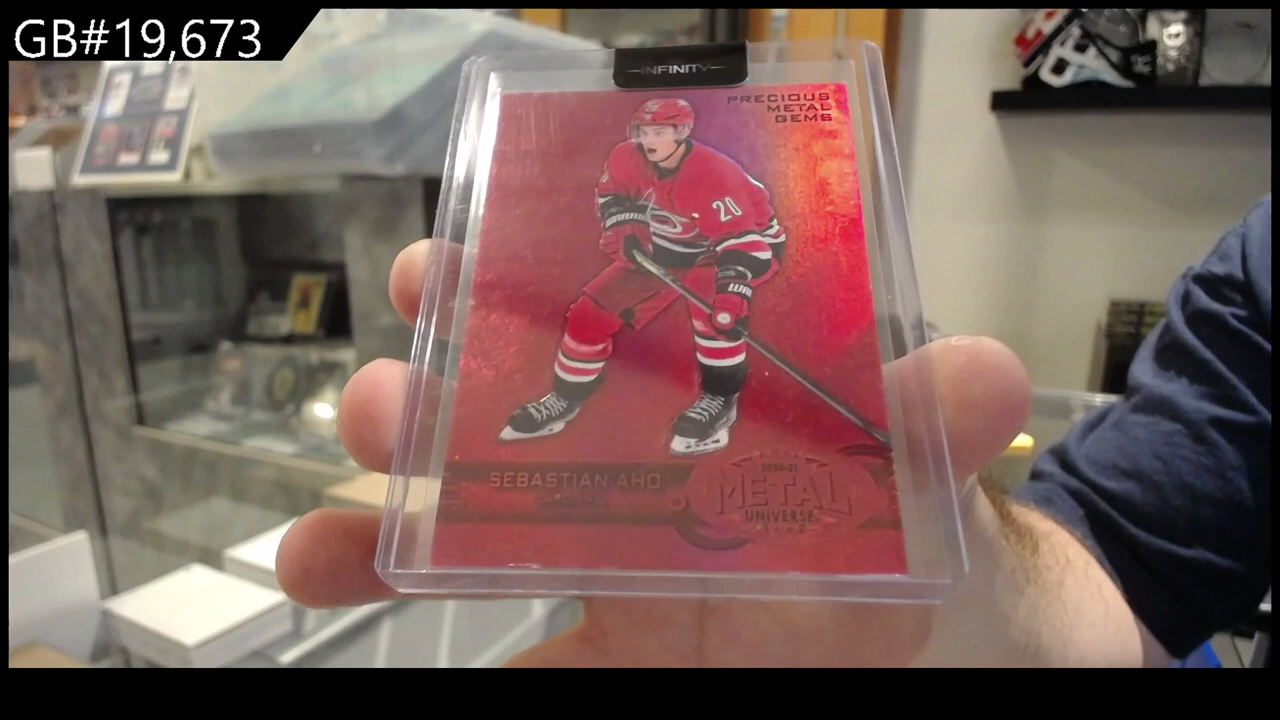 GB#19,673
INFINITY
PRECIOUS
METAL
GEMS
20
SEBASTIAN AHO
2020-21
METAL
UNIVERSE